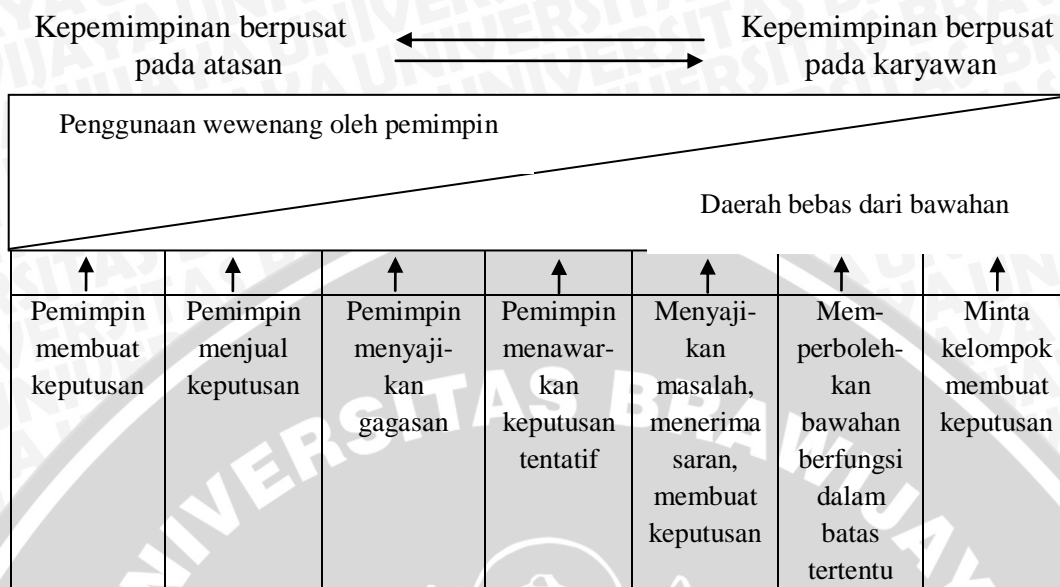 Kepemimpinan berpusat
pada atasan
Kepemimpinan berpusat
pada karyawan
Penggunaan wewenang oleh pemimpin
Daerah bebas dari bawahan
Pemimpin
membuat
keputusan
Pemimpin
menjual
keputusan
Pemimpin
menyaji-
kan
gagasan
Pemimpin
menawar-
kan
keputusan
tentatif
Menyaji-
kan
masalah,
menerima
saran,
membuat
keputusan
Mem-
perboleh-
kan
bawahan
berfungsi
dalam
batas
tertentu
Minta
kelompok
membuat
keputusan
UNIVERSITAS BRAWIJAYA